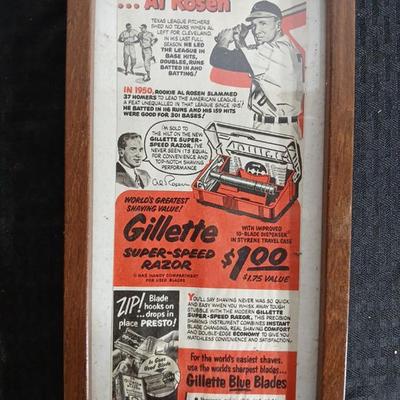 ... Al Rosen
TEXAS LEAGUE PITCHERS
SHED NO TEARS WHEN AL
LEFT FOR CLEVELAND.
IN HIS LAST FULL
SEASON HE LED
THE LEAGUE IN
BASE HITS,
DOUBLES, RUNS
BATTED IN AND
BATTING!
IN 1950, ROOKIE AL ROSEN SLAMMED
37 HOMERS TO LEAD THE AMERICAN LEAGUE...
A FEAT UNEQUALLED IN THAT LEAGUE SINCE 1915!
HE BATTED IN 116 RUNS AND HIS 159 HITS
WERE GOOD FOR 301 BASES!
I'M SOLD TO
THE HILT ON THE NEW
GILLETTE SUPER-
SPEED RAZOR. I'VE
NEVER SEEN ITS EQUAL
FOR CONVENIENCE AND
TOP-NOTCH SHAVING
PERFORMANCE
Al Rosen
WORLD'S GREATEST
SHAVING VALUE!
Gillette
SUPER-SPEED
RAZOR
HAS HANDY COMPARTMENT
FOR USED BLADES
WITH IMPROVED
10-BLADE DISPENSER
IN STYRENE TRAVEL CASE
$1.00
$1.75 VALUE
ZIP! Blade
hooks on
...drops in
place PRESTO!
YOU'LL SAY SHAVING NEVER WAS SO QUICK
AND EASY WHEN YOU WHISK AWAY TOUGH
STUBBLE WITH THE MODERN GILLETTE
SUPER-SPEED RAZOR. THIS PRECISION
SHAVING INSTRUMENT COMBINES INSTANT
BLADE CHANGING, REAL SHAVING COMFORT
AND DOUBLE-EDGE ECONOMY TO GIVE YOU
MATCHLESS CONVENIENCE AND SATISFACTION.
For the world's easiest shaves,
use the world's sharpest blades...
Gillette Blue Blades